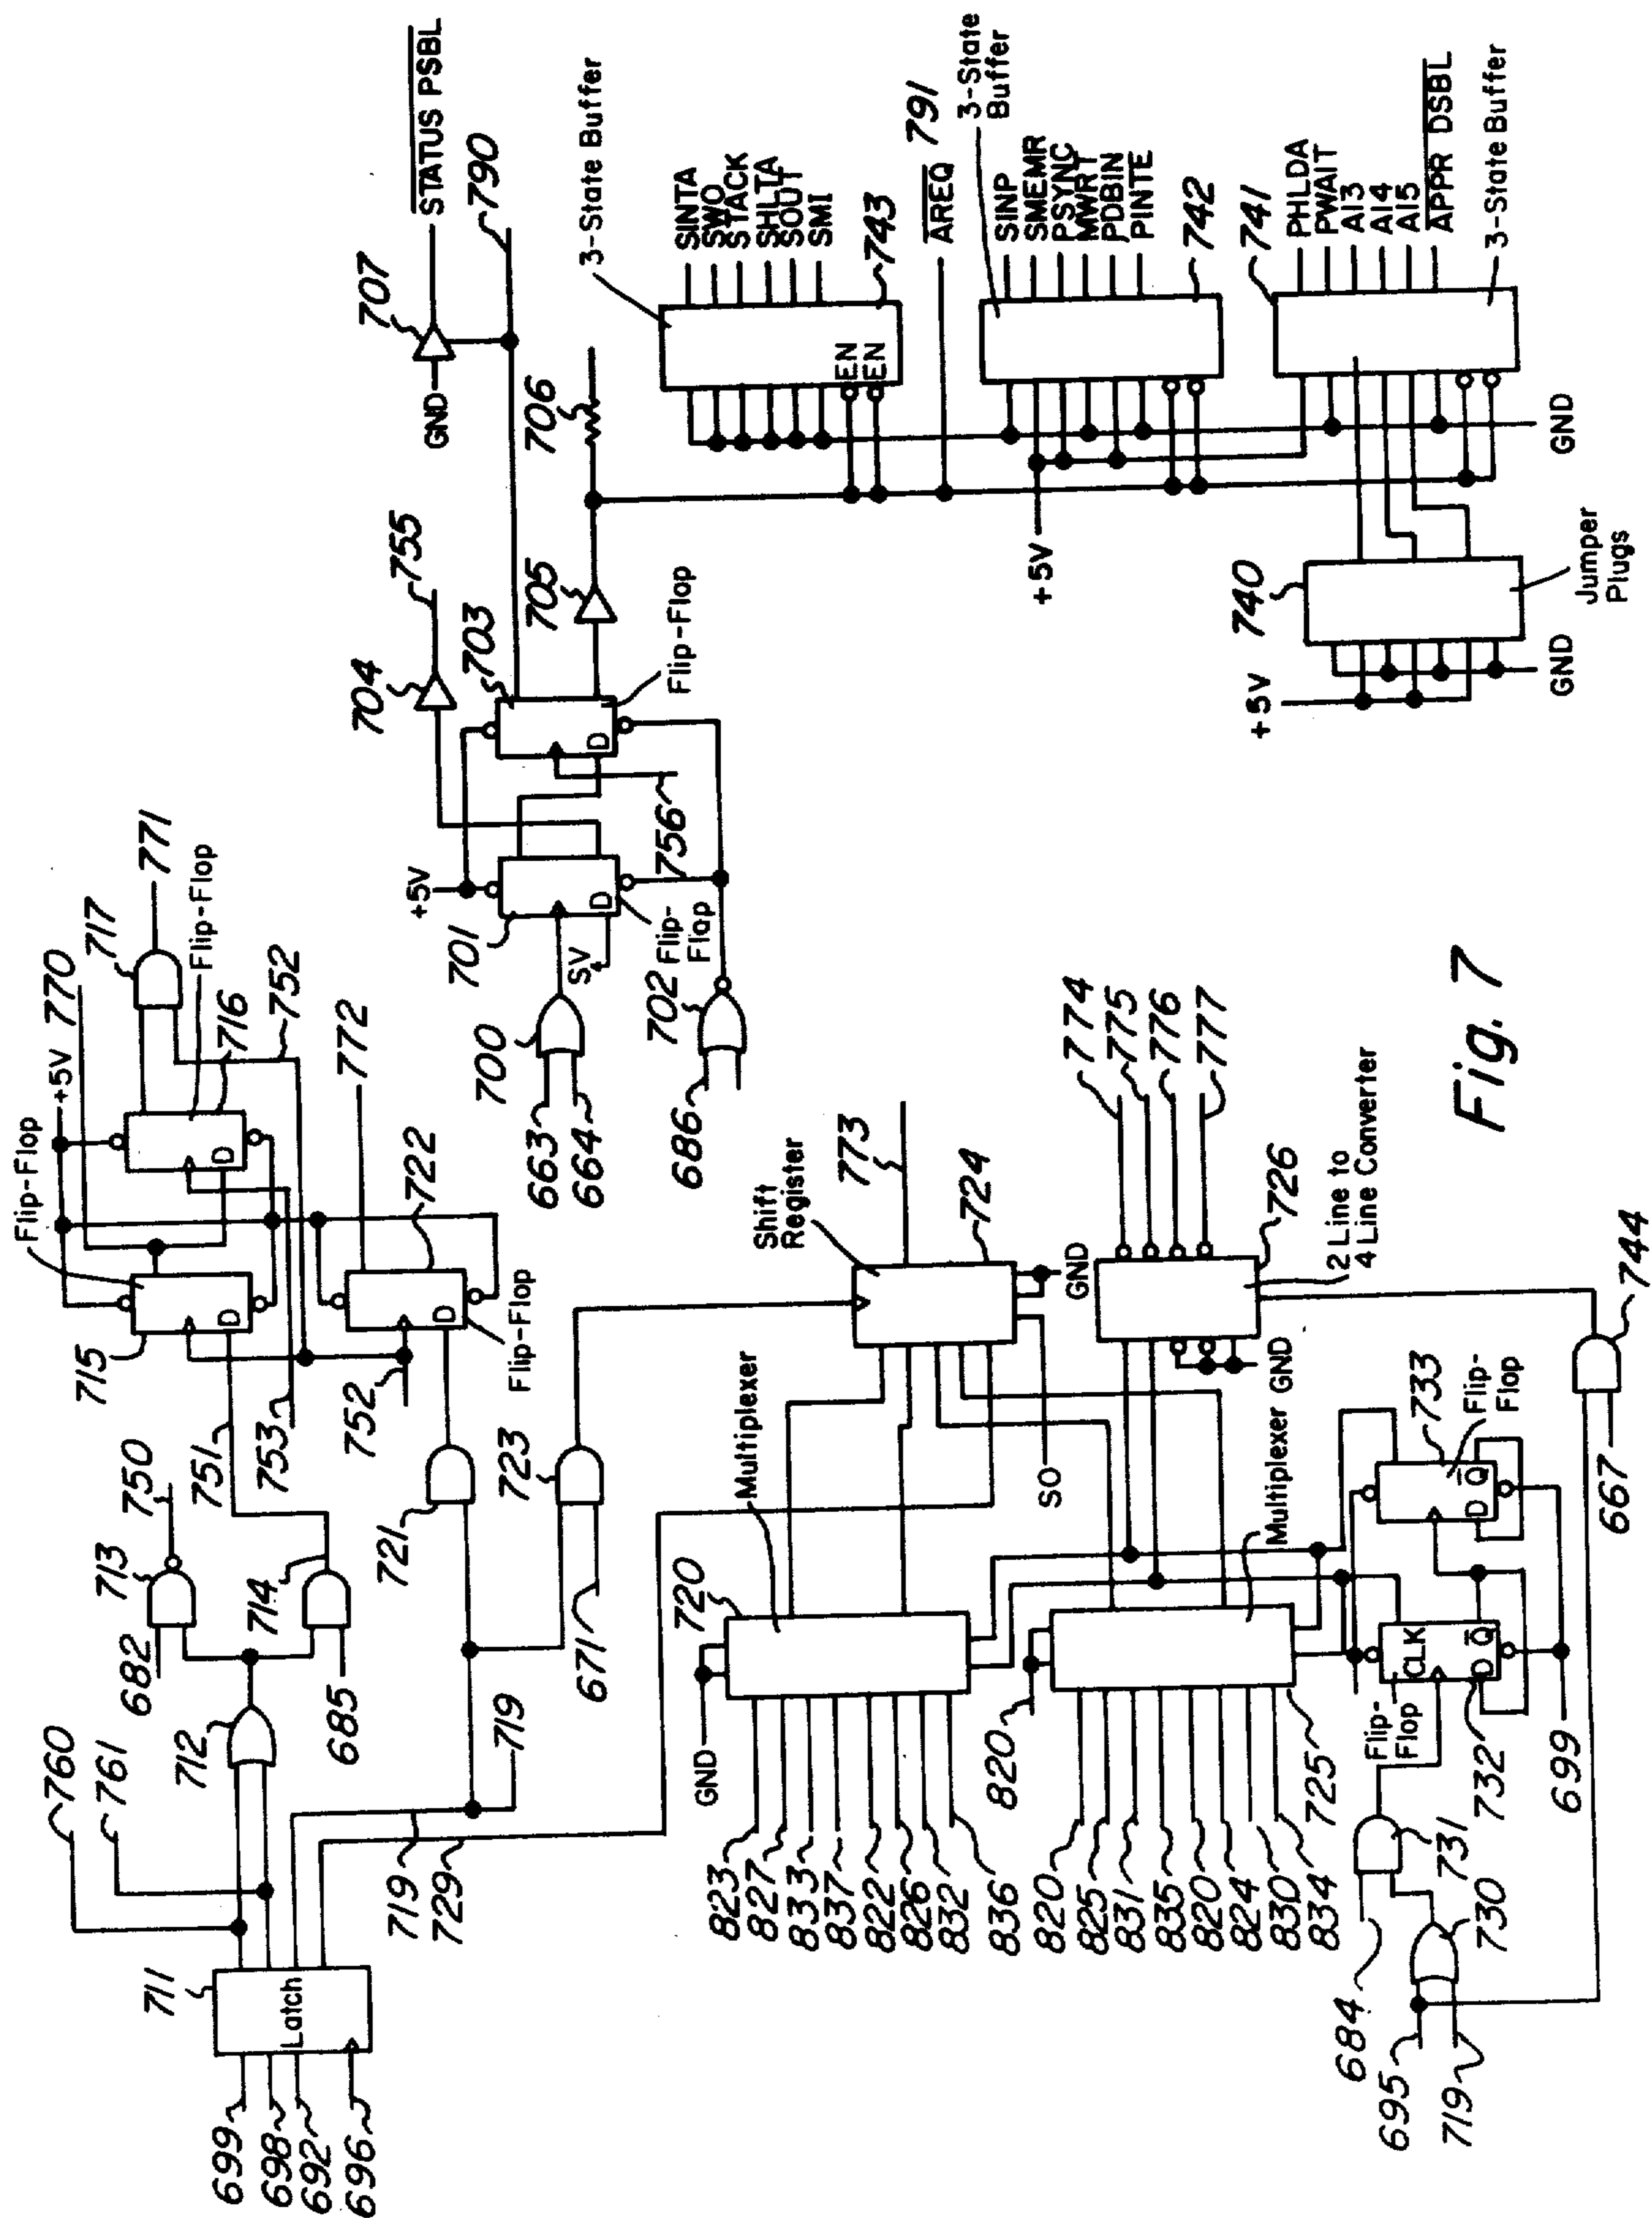 760
761
711
Latch
699
698
692
696
712
682
713
750
714
685
751
753
715
Flip-Flop
+5V
770
717
771
Flip-Flop
716
752
752
772
722
Flip-Flop
721
723
671
719
719
729
GND
720
Multiplexer
823
827
833
837
822
826
832
836
820
820
825
831
835
820
824
830
834
725
Multiplexer
Shift
Register
773
724
GND
SO
774
775
776
777
726
2 Line to
4 Line Converter
GND
684
695
719
730
731
Flip-
Flop
CLK
D
Q
732
699
733
Flip-
Flop
D
Q
667
744
663
664
700
686
702
5V
701
+5V
D
Flip-
Flop
756
703
D
Flip-Flop
704
755
705
706
GND
707
STATUS PSBL
790
3-State Buffer
SINTA
SWO
STACK
SHLTA
SOUT
SMI
743
EN
EN
AREQ
791
3-State
Buffer
SINP
SMEMR
PSYNC
MWRT
PDBIN
PINTE
742
+5V
741
PHLDA
PWAIT
A13
A14
A15
APPR DSBL
3-State Buffer
GND
740
+5V
GND
Jumper
Plugs
D
D
D
Fig. 7